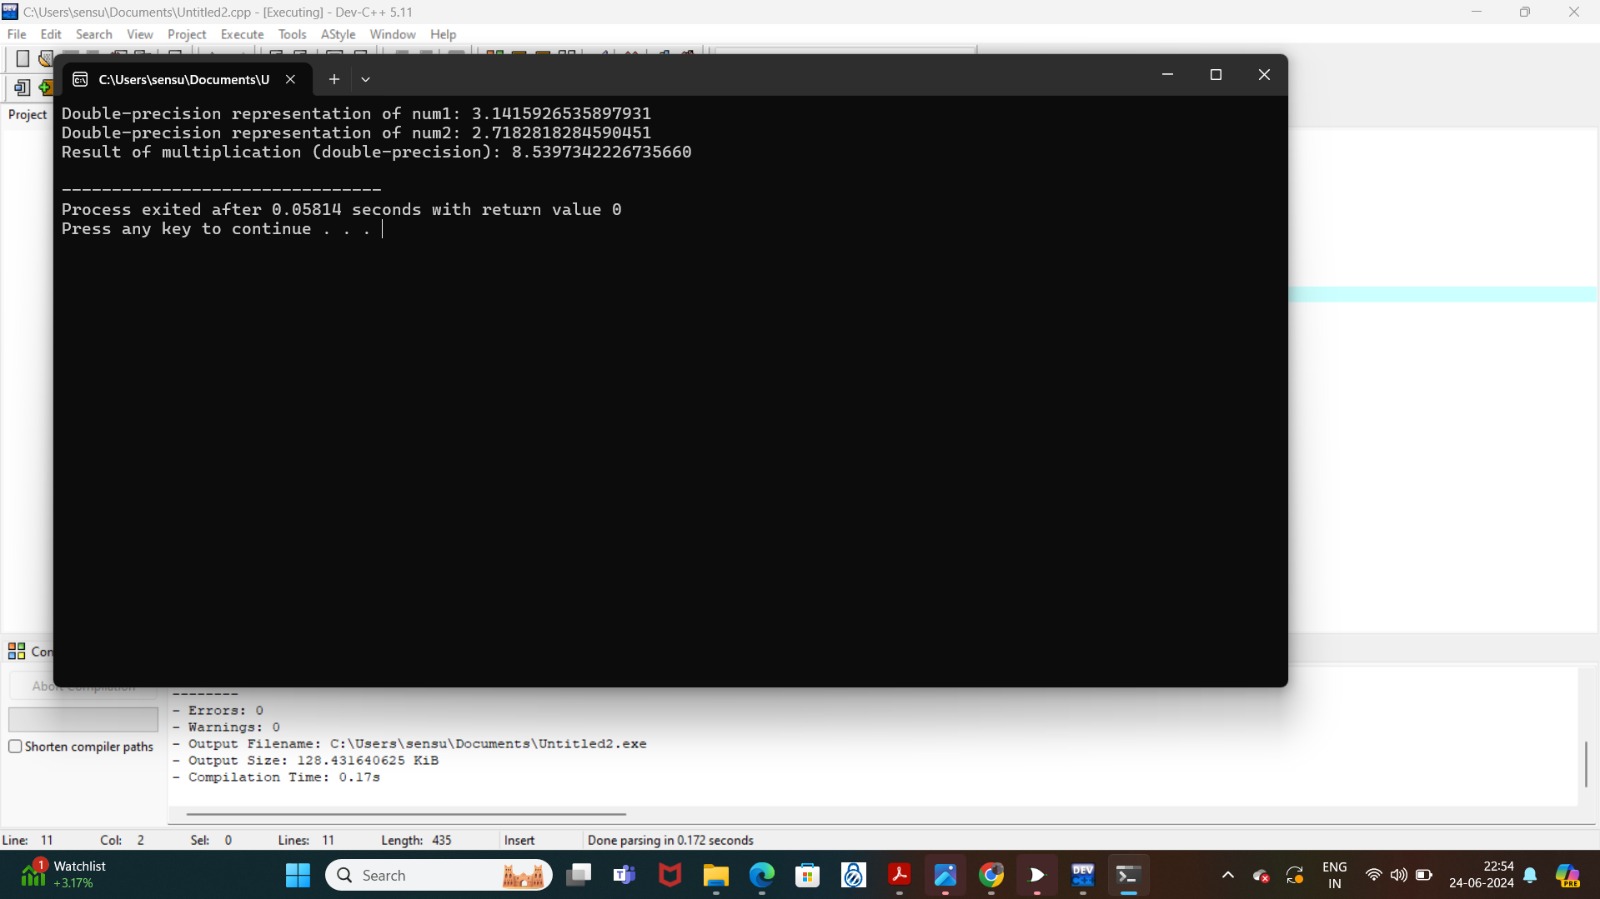 C:\Users\sensu\Documents\Untitled2.cpp - [Executing] - Dev-C++ 5.11
File Edit Search View Project Execute Tools AStyle Window Help
C:\Users\sensu\Documents\U
Project
Double-precision representation of num1: 3.1415926535897931
Double-precision representation of num2: 2.7182818284590451
Result of multiplication (double-precision): 8.5397342226735660
--------------------------------
Process exited after 0.05814 seconds with return value 0
Press any key to continue . . .
Con
--------
- Errors: 0
- Warnings: 0
- Output Filename: C:\Users\sensu\Documents\Untitled2.exe
- Output Size: 128.431640625 KiB
- Compilation Time: 0.17s
Shorten compiler paths
Line: 11 Col: 2 Sel: 0 Lines: 11 Length: 435 Insert Done parsing in 0.172 seconds
1 Watchlist
+3.17%
Search
DEV
ENG
IN
22:54
24-06-2024
PRE